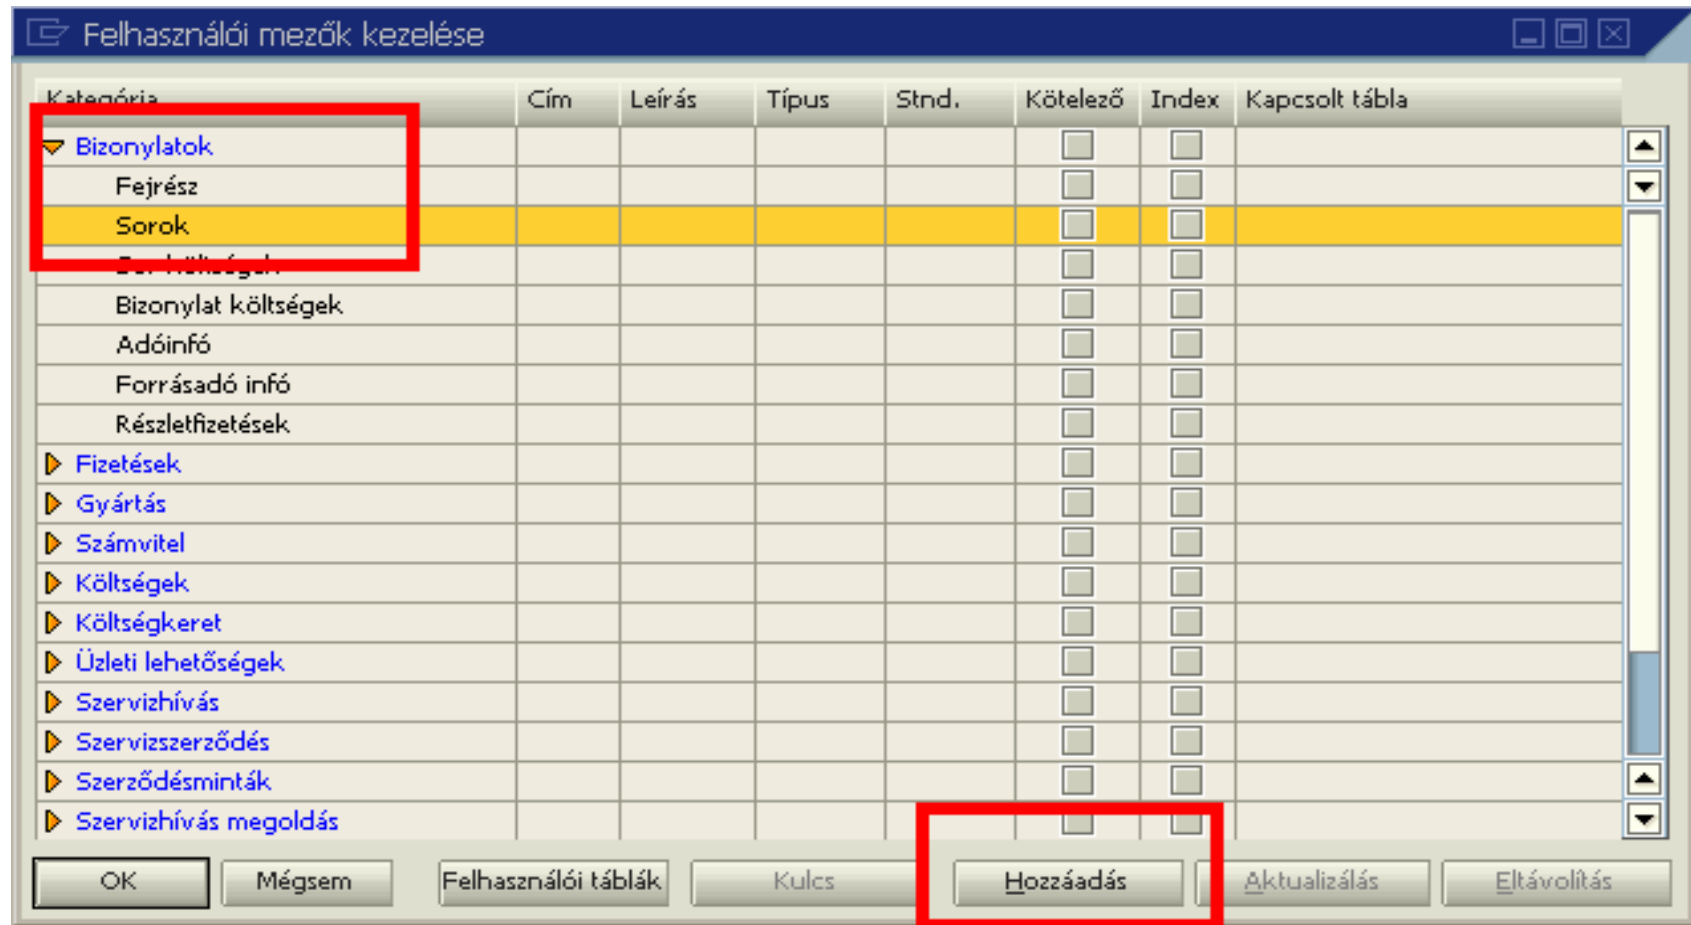 Felhasználói mezők kezelése
Kategória Cím Leírás Típus Stnd. Kötelező Index Kapcsolt tábla
Bizonylatok
Fejrész
Sorok
Sor költségek
Bizonylat költségek
Adóinfó
Forrásadó infó
Részletfizetések
Fizetések
Gyártás
Számvitel
Költségek
Költségkeret
Üzleti lehetőségek
Szervizhívás
Szervizszerződés
Szerződésminták
Szervizhívás megoldás
OK Mégsem Felhasználói táblák Kulcs Hozzáadás Aktualizálás Eltávolítás